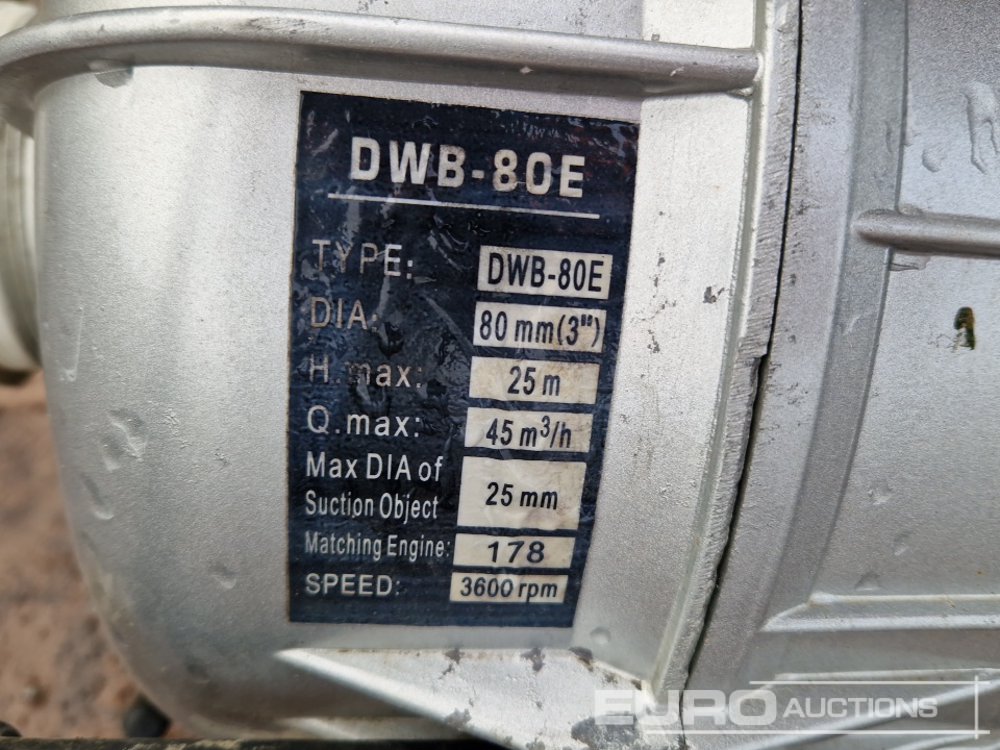 DWB-80E
TYPE: DWB-80E
DIA: 80 mm(3")
H.max: 25 m
Q.max: 45 m³/h
Max DIA of
Suction Object 25 mm
Matching Engine: 178
SPEED: 3600 rpm
EURO AUCTIONS